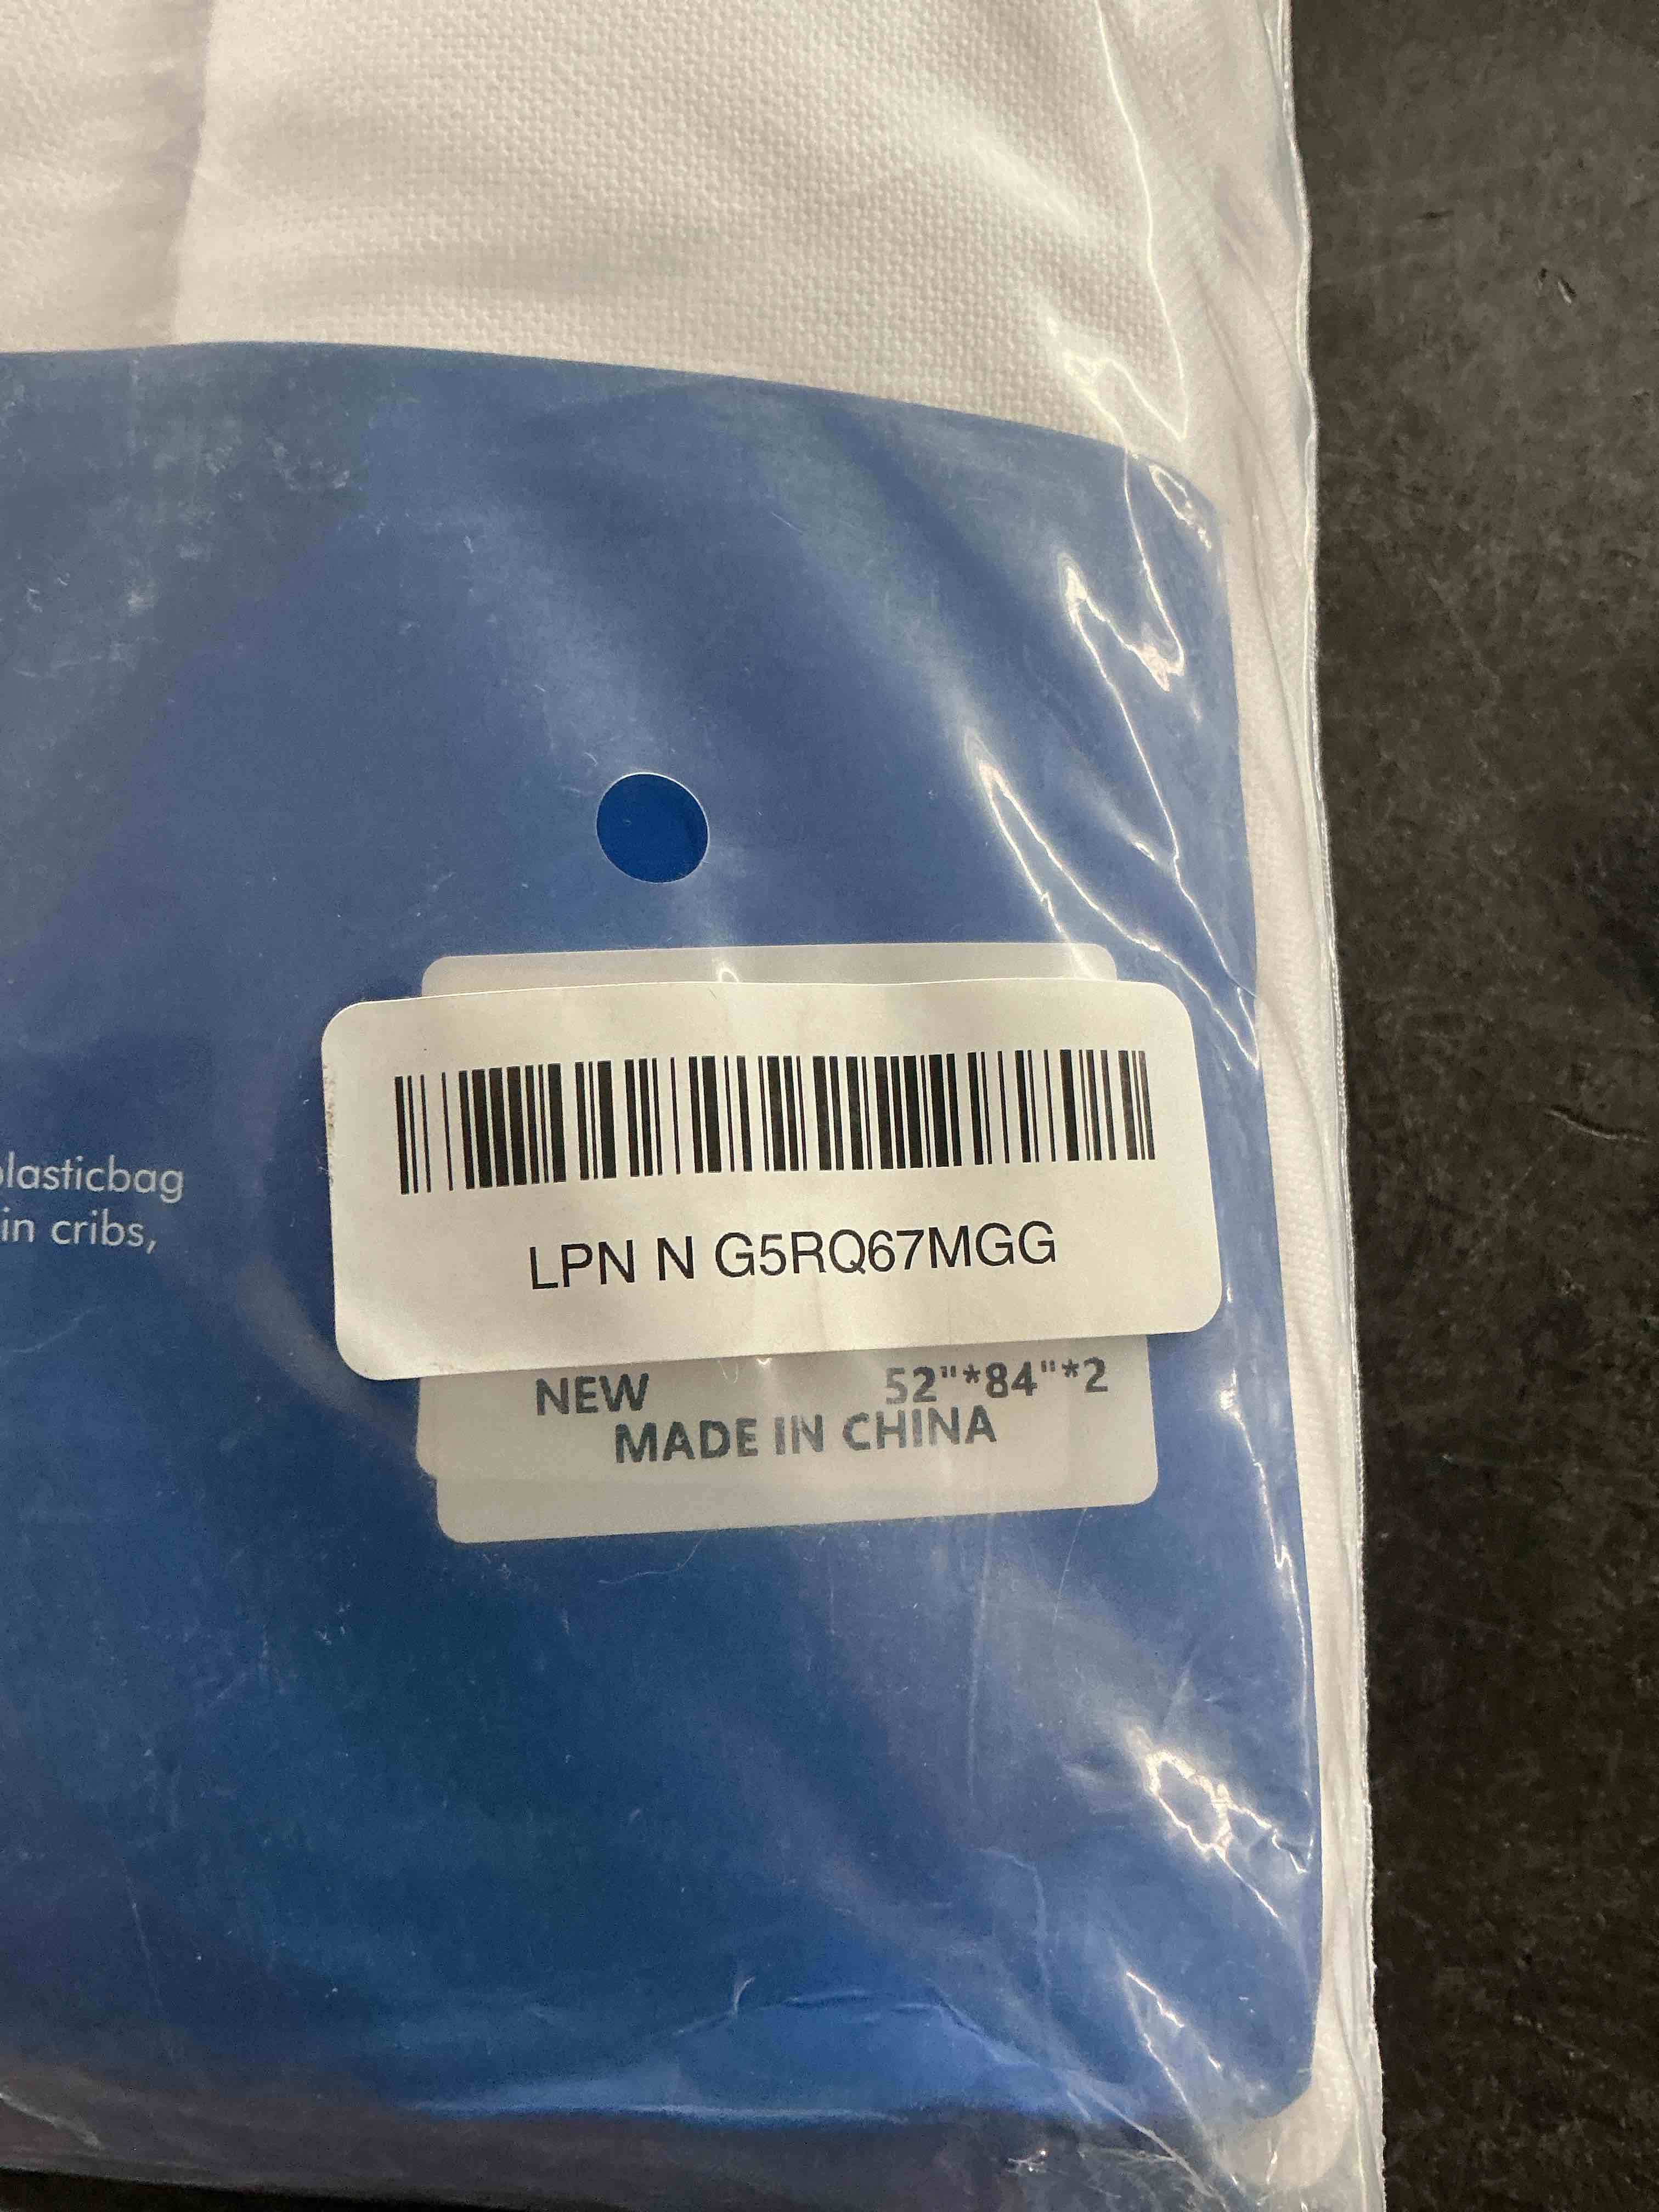 plasticbag
in cribs,
LPN N G5RQ67MGG
NEW 52"*84"*2
MADE IN CHINA